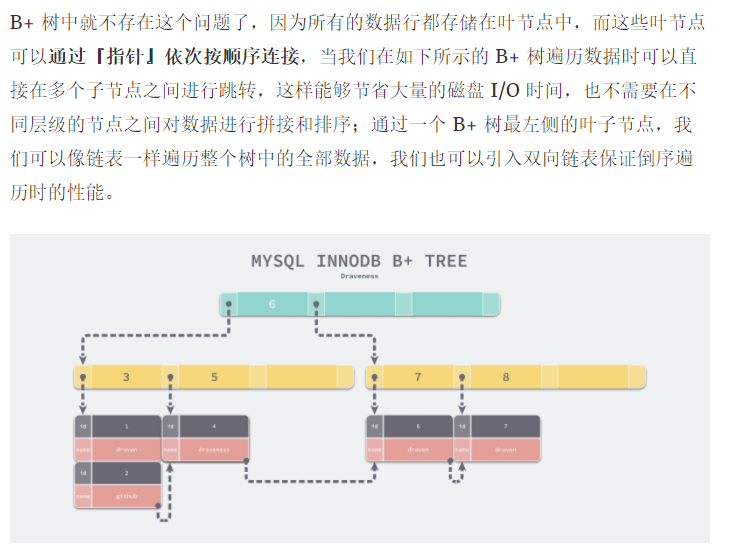 B+ 树中就不存在这个问题了，因为所有的数据行都存储在叶节点中，而这些叶节点
可以通过『指针』依次按顺序连接，当我们在如下所示的 B+ 树遍历数据时可以直
接在多个子节点之间进行跳转，这样能够节省大量的磁盘 I/O 时间，也不需要在不
同层级的节点之间对数据进行拼接和排序；通过一个 B+ 树最左侧的叶子节点，我
们可以像链表一样遍历整个树中的全部数据，我们也可以引入双向链表保证倒序遍
历时的性能。
MYSQL INNODB B+ TREE
Draveness
6
3 5 7 8
id 1 id 4 id 6 id 7
name draven name draveness name draven name draven
id 2
name github